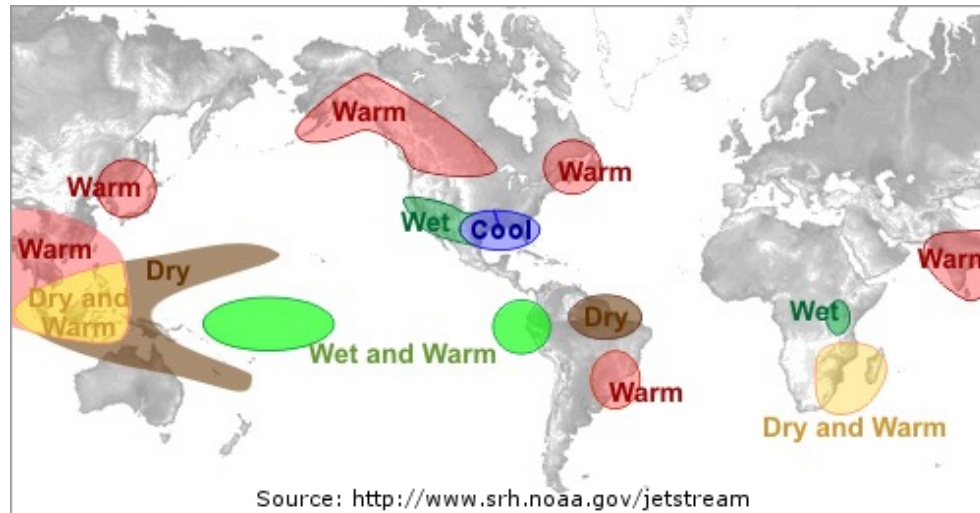 Warm
Warm
Warm
Wet
Cool
Warm
Dry
Warm
Dry and
Warm
Wet
Dry
Wet and Warm
Warm
Dry and Warm
Source: http://www.srh.noaa.gov/jetstream